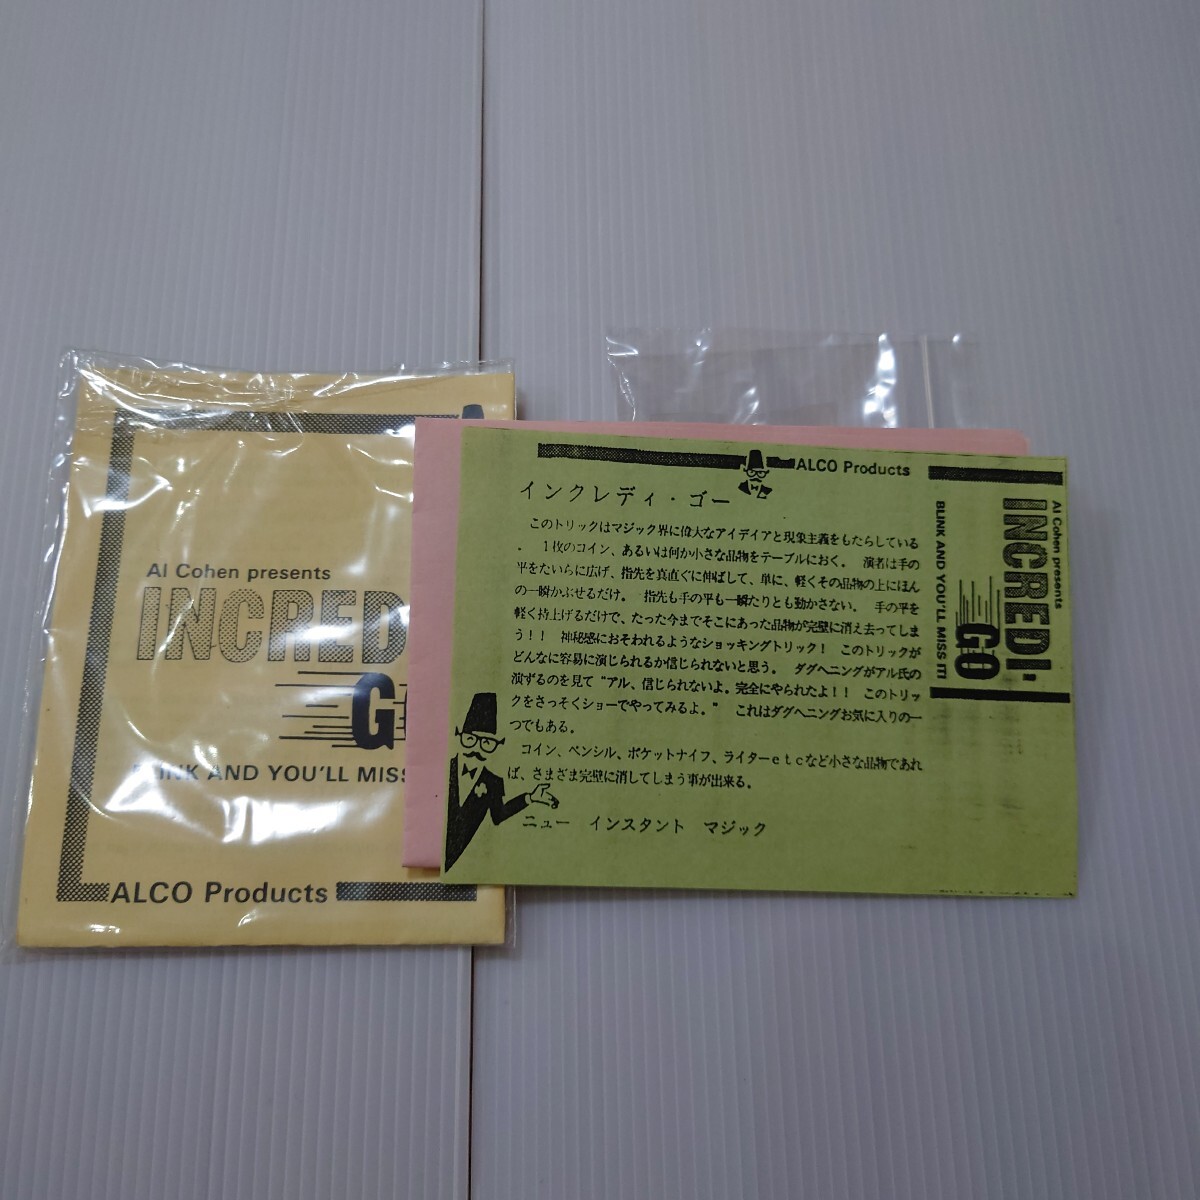 Al Cohen presents
INCRED
G
INK AND YOU'LL MISS
ALCO Products
ALCO Products
インクレディ・ゴー
このトリックはマジック界に偉大なアイデイアと現象主義をもたらしている
. 1枚のコイン、あるいは何か小さな品物をテーブルにおく。 演者は手の
平をたいらに広げ、指先を真直ぐに伸ばして、単に、軽くその品物の上にほん
の一瞬かぶせるだけ。 指先も手の平も一瞬たりとも動かさない。 手の平を
軽く持上げるだけで、たった今までそこにあった品物が完璧に消え去ってしま
う!! 神秘感におそわれるようなショッキングトリック! このトリックが
どんなに容易に演じられるか信じられないと思う。 ダグヘニングがアル氏の
演ずるのを見て“アル、信じられないよ。完全にやられたよ!! このトリッ
クをさっそくショーでやってみるよ。" これはダグヘニングお気に入りの一
つでもある。
コイン、ペンシル、ポケットナイフ、ライターetcなど小さな品物であれ
ば、さまざま完璧に消してしまう事が出来る。
ニュー インスタント マジック
Al Cohen presents
INCREDI-
GO
BLINK AND YOU'LL MISS IT!